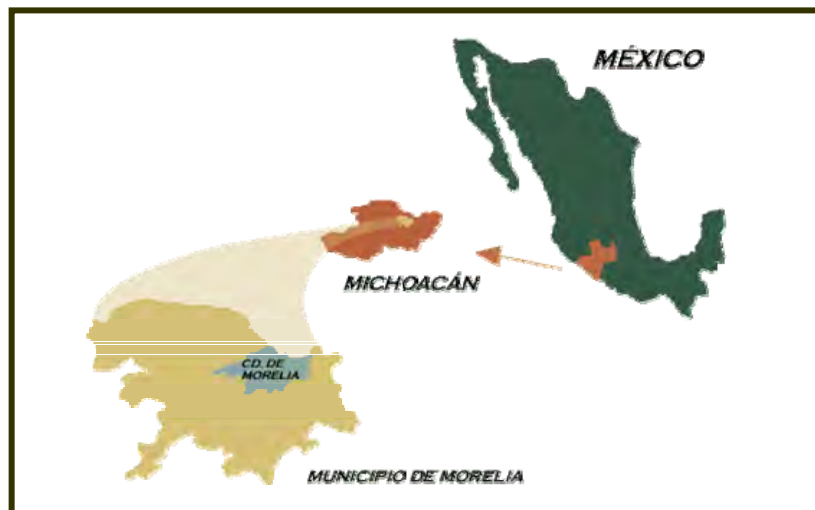 MÉXICO
MICHOACÁN
CD. DE
MORELIA
MUNICIPIO DE MORELIA